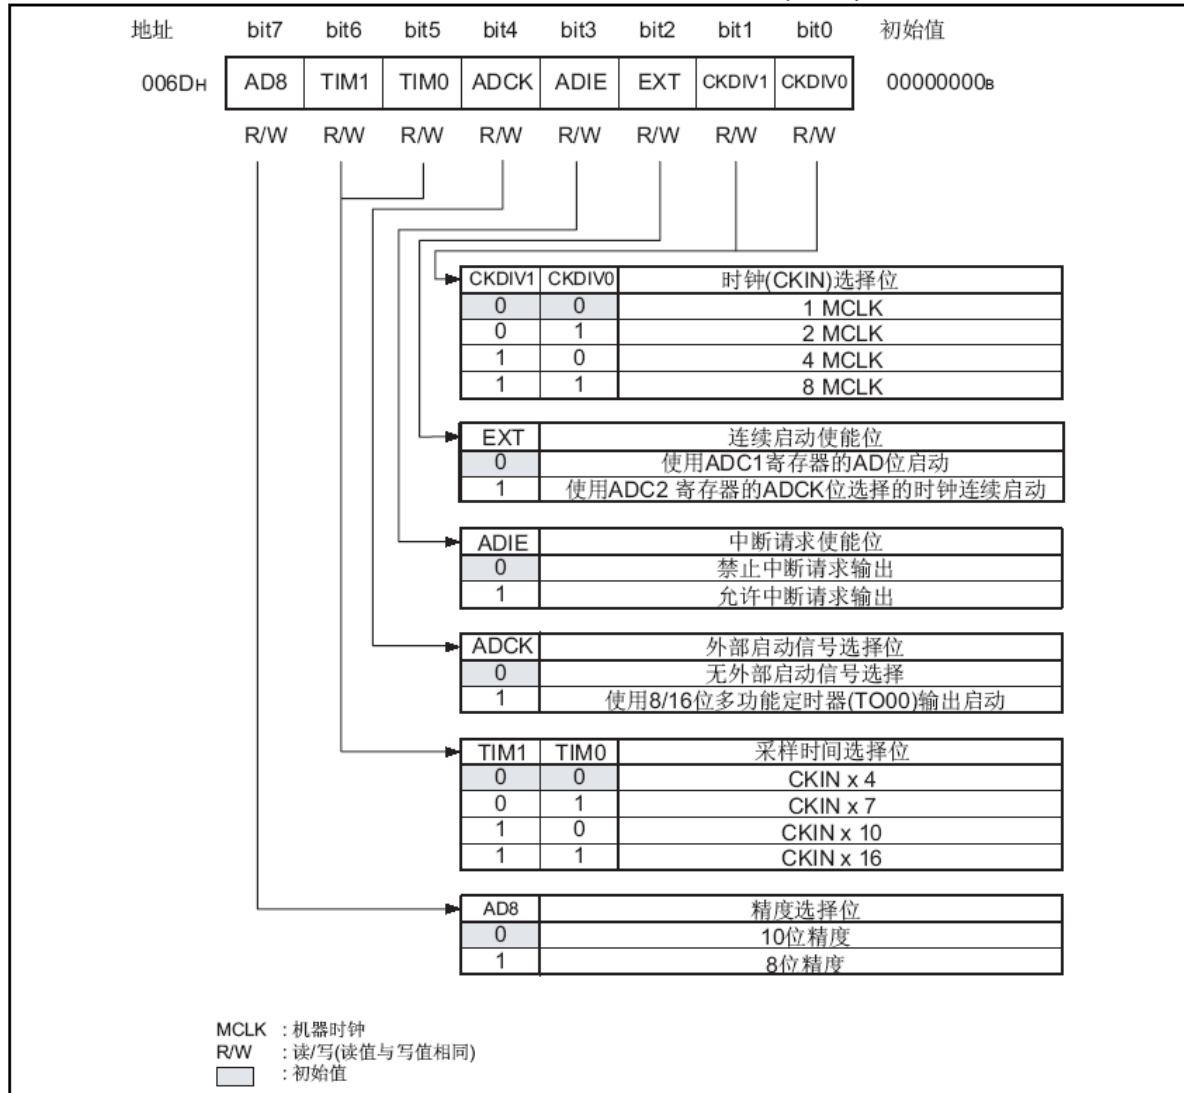 地址 bit7 bit6 bit5 bit4 bit3 bit2 bit1 bit0 初始值
006DH AD8 TIM1 TIM0 ADCK ADIE EXT CKDIV1 CKDIV0 00000000B
R/W R/W R/W R/W R/W R/W R/W R/W
CKDIV1 CKDIV0 时钟(CKIN)选择位
0 0 1 MCLK
0 1 2 MCLK
1 0 4 MCLK
1 1 8 MCLK
EXT 连续启动使能位
0 使用ADC1寄存器的AD位启动
1 使用ADC2 寄存器的ADCK位选择的时钟连续启动
ADIE 中断请求使能位
0 禁止中断请求输出
1 允许中断请求输出
ADCK 外部启动信号选择位
0 无外部启动信号选择
1 使用8/16位多功能定时器(TO00)输出启动
TIM1 TIM0 采样时间选择位
0 0 CKIN x 4
0 1 CKIN x 7
1 0 CKIN x 10
1 1 CKIN x 16
AD8 精度选择位
0 10位精度
1 8位精度
MCLK : 机器时钟
R/W : 读/写(读值与写值相同)
: 初始值